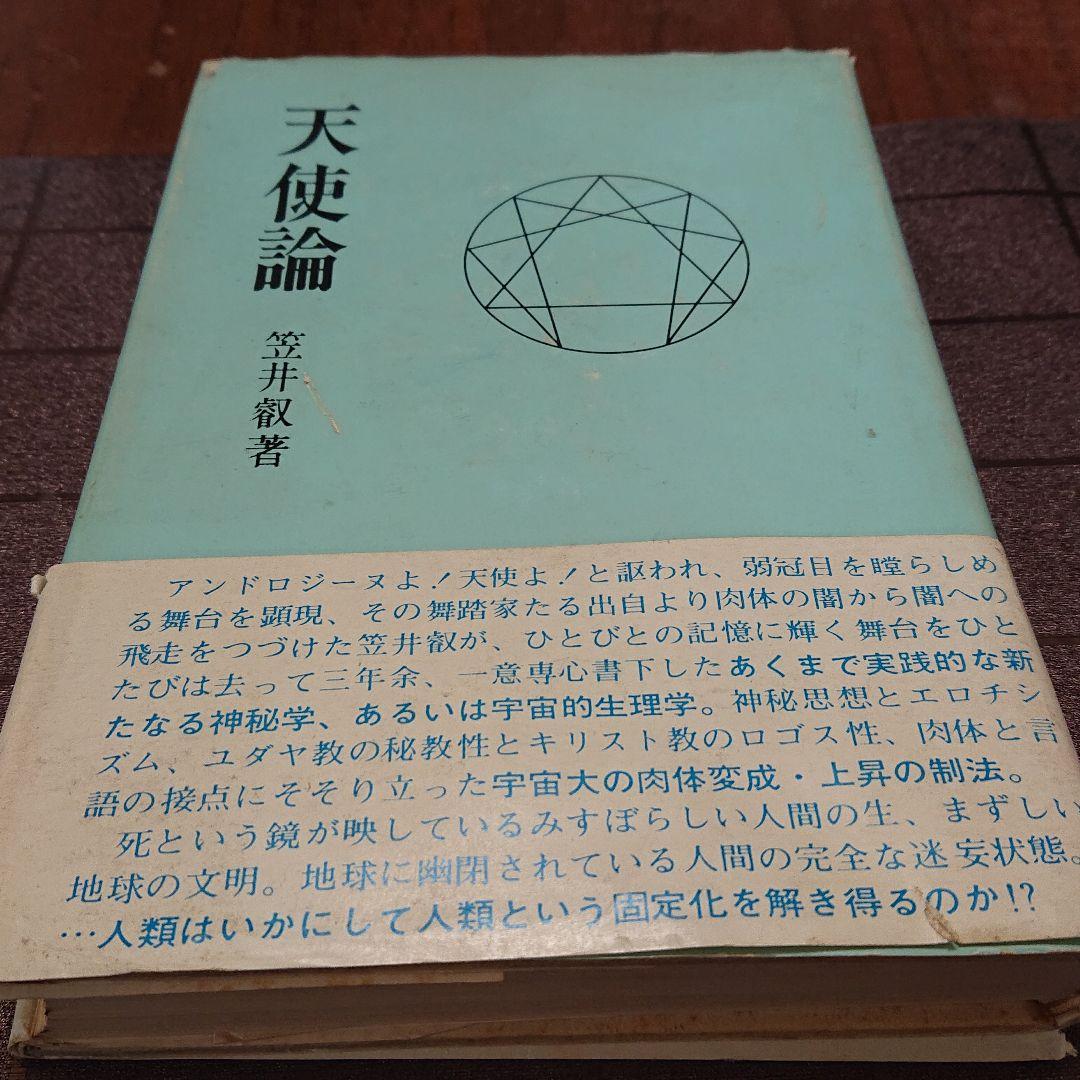 天使論
笠井叡著
アンドロジーヌよ！天使よ！と謳われ、弱冠目を瞠らしめ
る舞台を顕現、その舞踏家たる出自より肉体の闇から闇への
飛走をつづけた笠井叡が、ひとびとの記憶に輝く舞台をひと
たびは去って三年余、一意専心書下したあくまで実践的な新
たなる神秘学、あるいは宇宙的生理学。神秘思想とエロチシ
ズム、ユダヤ教の秘教性とキリスト教のロゴス性、肉体と言
語の接点にそそり立った宇宙大の肉体変成・上昇の制法。
死という鏡が映しているみすぼらしい人間の生、まずしい
地球の文明。地球に幽閉されている人間の完全な迷妄状態。
…人類はいかにして人類という固定化を解き得るのか!?